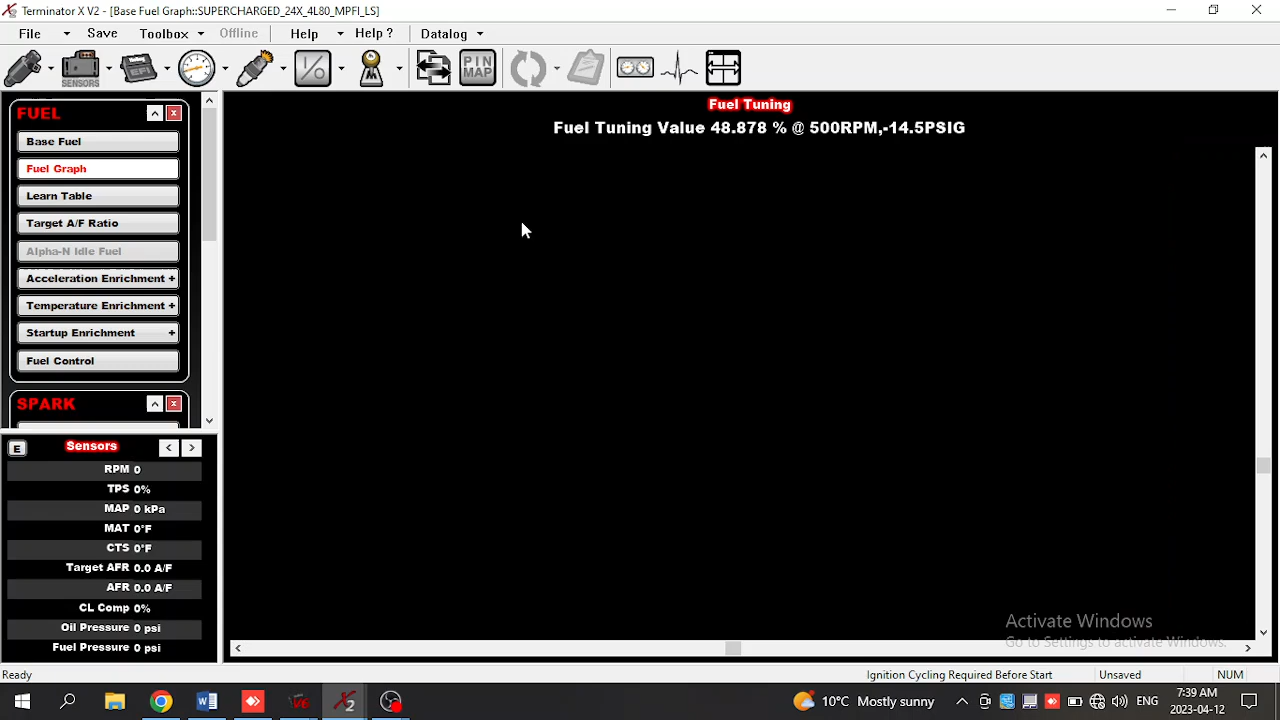 Terminator X V2 - [Base Fuel Graph::SUPERCHARGED_24X_4L80_MPFI_LS]
File Save Toolbox Offline Help Help ? Datalog
SENSORS EFI I/O PIN MAP
FUEL
Base Fuel
Fuel Graph
Learn Table
Target A/F Ratio
Alpha-N Idle Fuel
Acceleration Enrichment +
Temperature Enrichment +
Startup Enrichment +
Fuel Control
SPARK
Fuel Tuning
Fuel Tuning Value 48.878 % @ 500RPM,-14.5PSIG
E Sensors < >
RPM 0
TPS 0%
MAP 0 kPa
MAT 0°F
CTS 0°F
Target AFR 0.0 A/F
AFR 0.0 A/F
CL Comp 0%
Oil Pressure 0 psi
Fuel Pressure 0 psi
Activate Windows
Go to Settings to activate Windows.
Ready Ignition Cycling Required Before Start Unsaved NUM
10°C Mostly sunny ENG 7:39 AM
2023-04-12